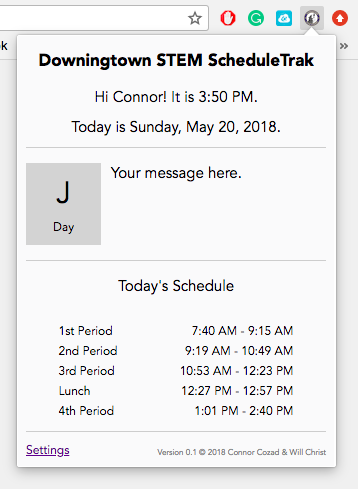 k
Downingtown STEM ScheduleTrak
Hi Connor! It is 3:50 PM.
Today is Sunday, May 20, 2018.
J
Day
Your message here.
Today's Schedule
1st Period 7:40 AM - 9:15 AM
2nd Period 9:19 AM - 10:49 AM
3rd Period 10:53 AM - 12:23 PM
Lunch 12:27 PM - 12:57 PM
4th Period 1:01 PM - 2:40 PM
Settings Version 0.1 © 2018 Connor Cozad & Will Christ